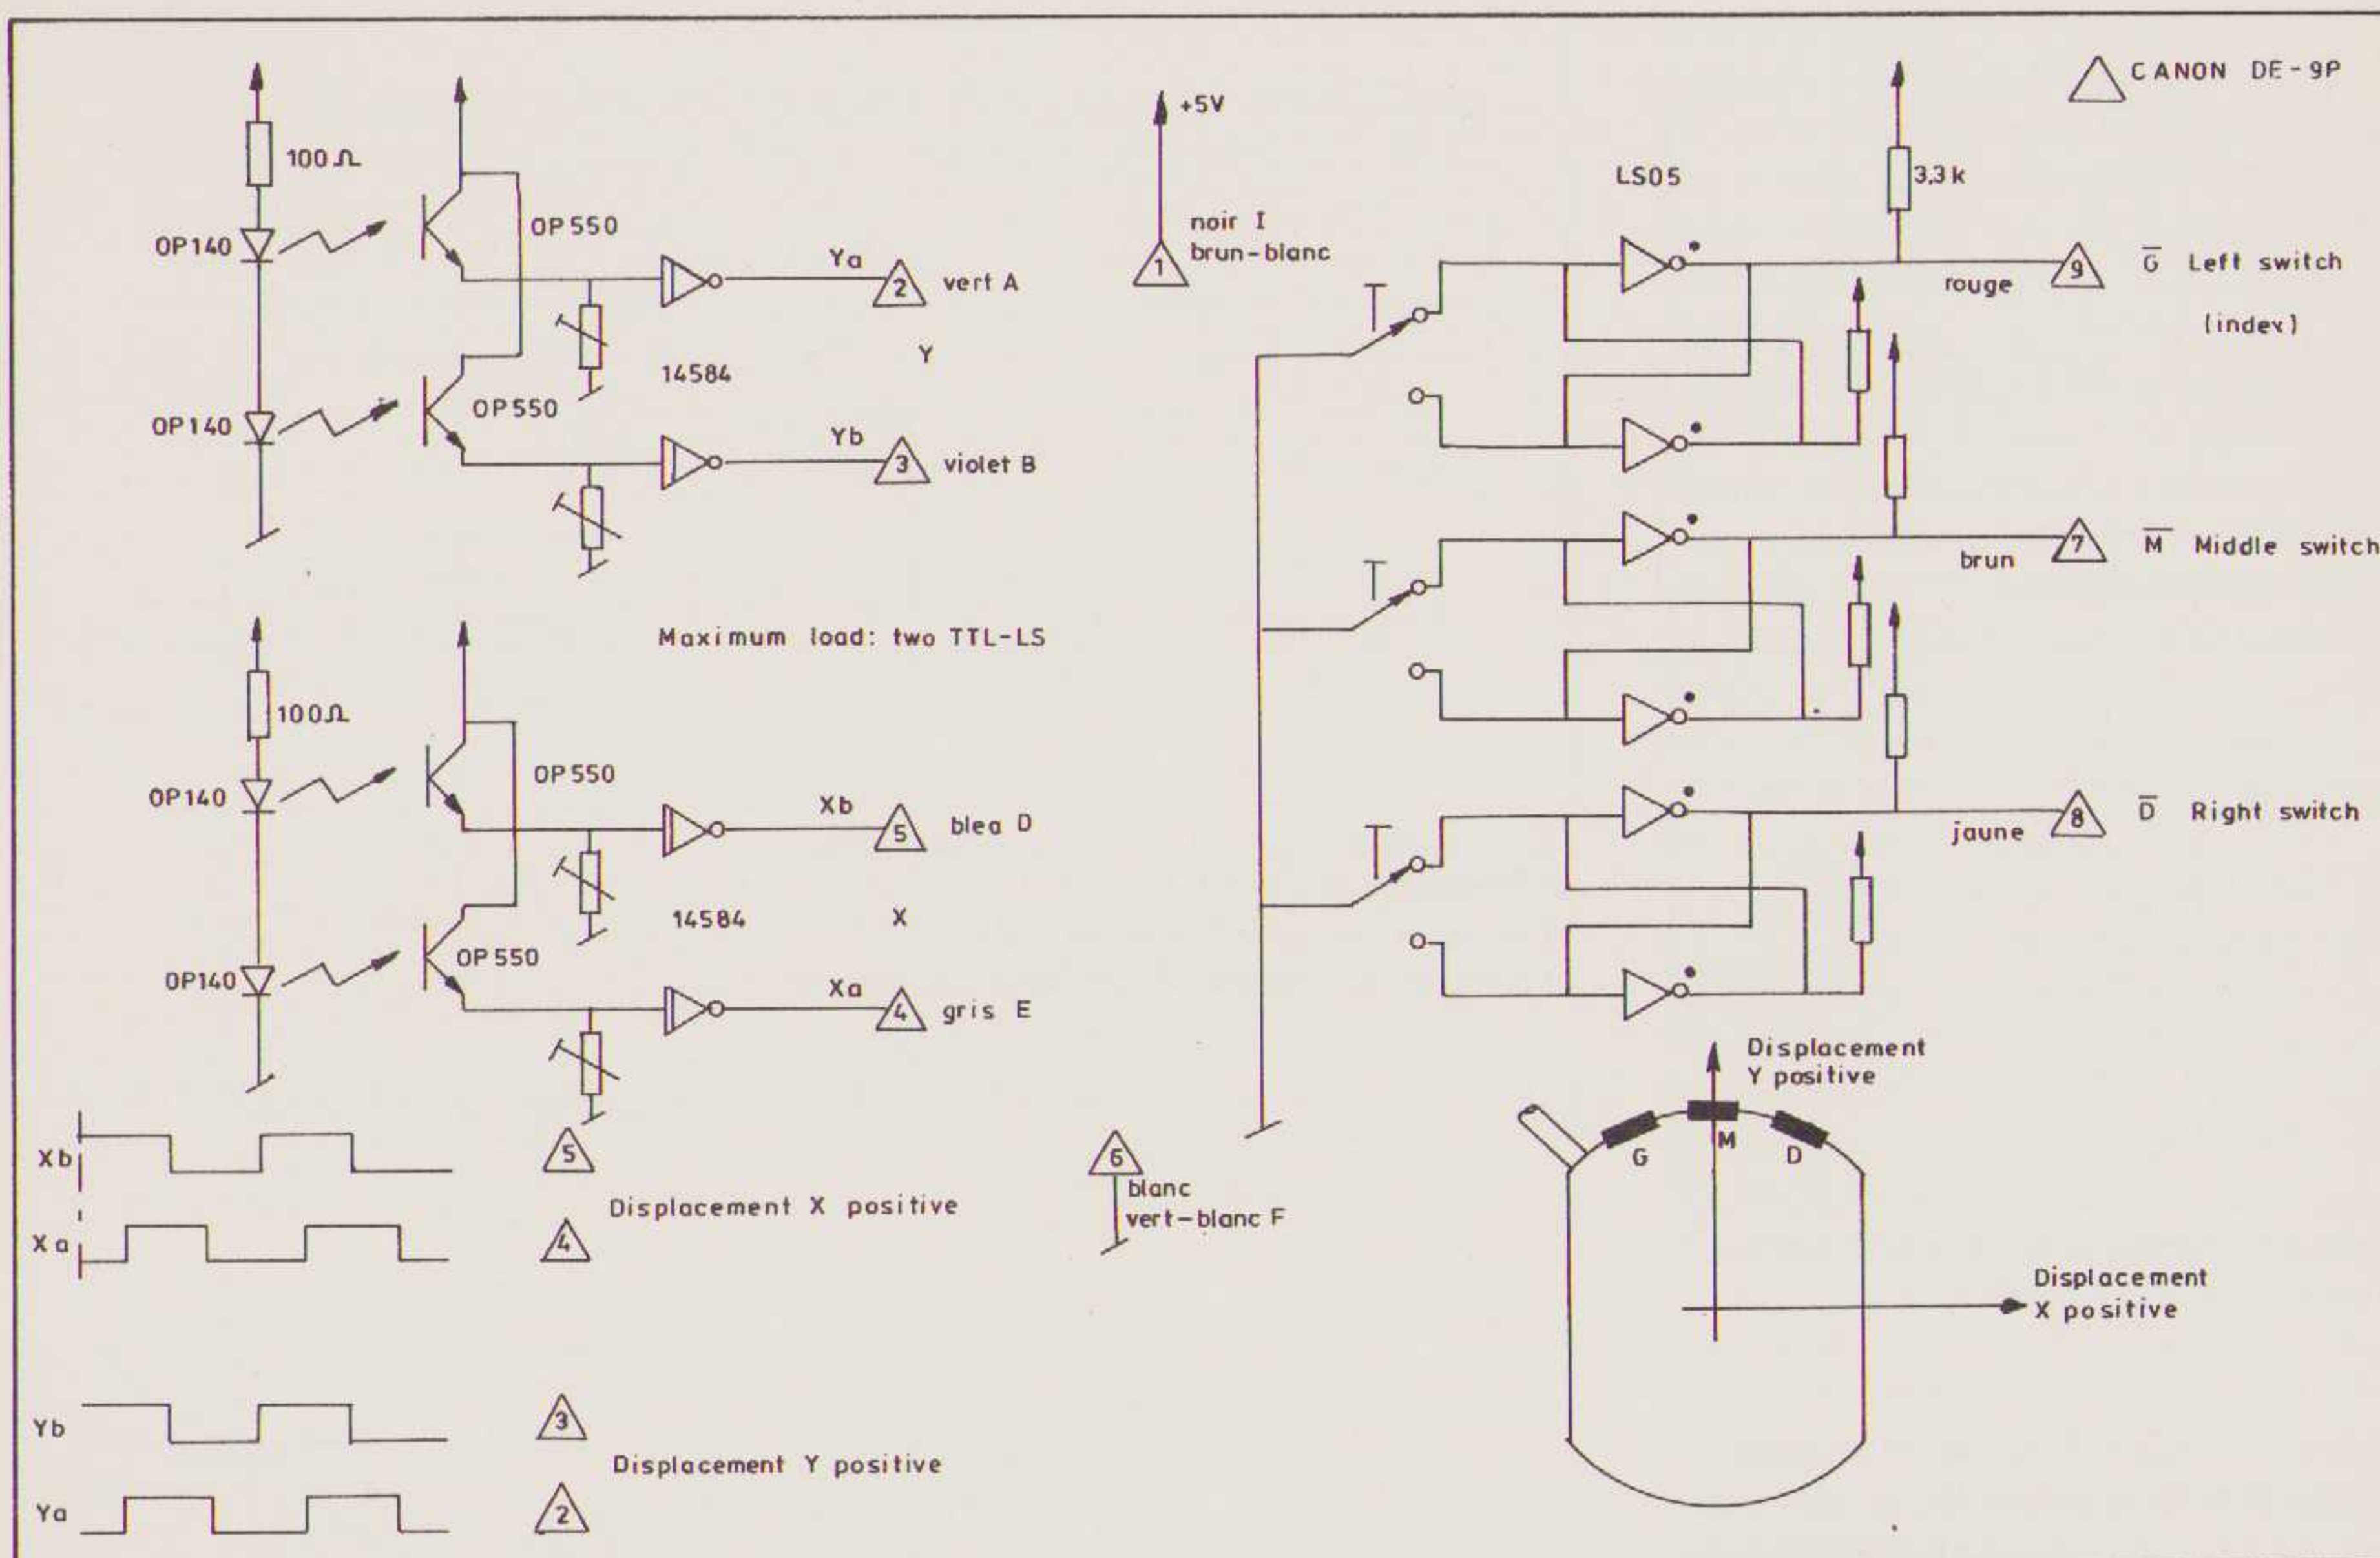 CANON DE-9P
100Ω
OP140
OP550
Ya
2
vert A
Y
14584
OP140
OP550
Yb
3
violet B
Maximum load: two TTL-LS
100Ω
OP140
OP550
Xb
5
blea D
X
14584
OP140
OP550
Xa
4
gris E
+5V
noir I
1
brun-blanc
LS05
3,3k
rouge
9
G̅ Left switch
(index)
brun
7
M̅ Middle switch
jaune
8
D̅ Right switch
Xb
5
Displacement X positive
Xa
4
Yb
3
Displacement Y positive
Ya
2
6
blanc
vert-blanc F
Displacement
Y positive
G
M
D
Displacement
X positive